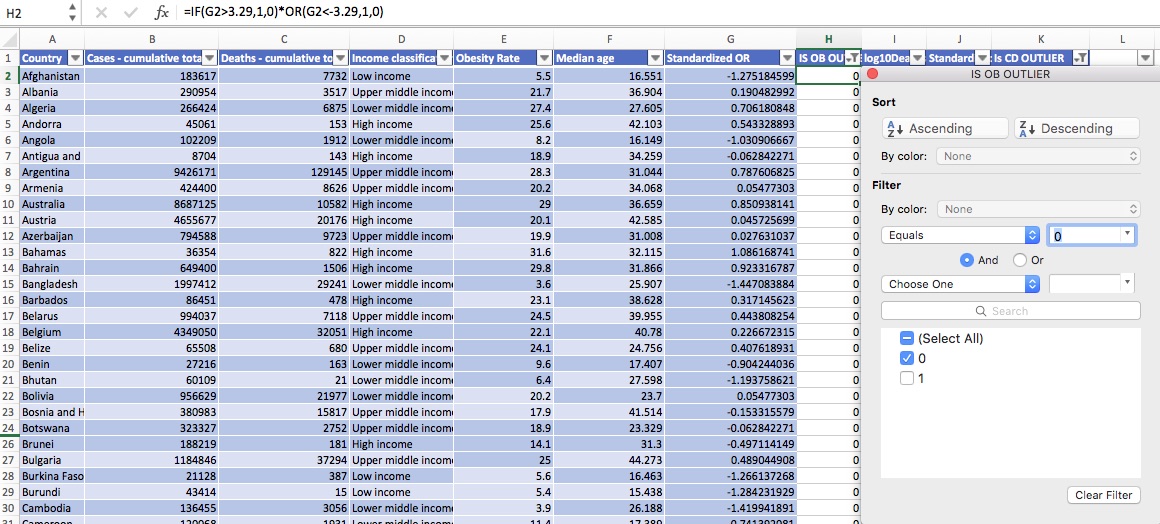 H2 fx =IF(G2>3.29,1,0)*OR(G2<-3.29,1,0)
A B C D E F G H I J K L
1 Country Cases - cumulative tota Deaths - cumulative to Income classifica Obesity Rate Median age Standardized OR IS OB OU log10Dea Standard Is CD OUTLIER
2 Afghanistan 183617 7732 Low income 5.5 16.551 -1.275184599 0
3 Albania 290954 3517 Upper middle incom 21.7 36.904 0.190482992 0
4 Algeria 266424 6875 Lower middle incom 27.4 27.605 0.706180848 0
5 Andorra 45061 153 High income 25.6 42.103 0.543328893 0
6 Angola 102209 1912 Lower middle incom 8.2 16.149 -1.030906667 0
7 Antigua and 8704 143 High income 18.9 34.259 -0.062842271 0
8 Argentina 9426171 129145 Upper middle incom 28.3 31.044 0.787606825 0
9 Armenia 424400 8626 Upper middle incom 20.2 34.068 0.05477303 0
10 Australia 8687125 10582 High income 29 36.659 0.850938141 0
11 Austria 4655677 20176 High income 20.1 42.585 0.045725699 0
12 Azerbaijan 794588 9723 Upper middle incom 19.9 31.008 0.027631037 0
13 Bahamas 36354 822 High income 31.6 32.115 1.086168741 0
14 Bahrain 649400 1506 High income 29.8 31.866 0.923316787 0
15 Bangladesh 1997412 29241 Lower middle incom 3.6 25.907 -1.447083884 0
16 Barbados 86451 478 High income 23.1 38.628 0.317145623 0
17 Belarus 994037 7118 Upper middle incom 24.5 39.955 0.443808254 0
18 Belgium 4349050 32051 High income 22.1 40.78 0.226672315 0
19 Belize 65508 680 Upper middle incom 24.1 24.756 0.407618931 0
20 Benin 27216 163 Lower middle incom 9.6 17.407 -0.904244036 0
21 Bhutan 60109 21 Lower middle incom 6.4 27.598 -1.193758621 0
22 Bolivia 956629 21977 Lower middle incom 20.2 23.7 0.05477303 0
23 Bosnia and H 380983 15817 Upper middle incom 17.9 41.514 -0.153315579 0
24 Botswana 323327 2752 Upper middle incom 18.9 23.329 -0.062842271 0
26 Brunei 188219 181 High income 14.1 31.3 -0.497114149 0
27 Bulgaria 1184846 37294 Upper middle incom 25 44.273 0.489044908 0
28 Burkina Faso 21128 387 Low income 5.6 16.463 -1.266137268 0
29 Burundi 43414 15 Low income 5.4 15.438 -1.284231929 0
30 Cambodia 136455 3056 Lower middle incom 3.9 26.188 -1.419941891 0
31 Cameroon 120068 1931 Lower middle incom 11.4 17.389
IS OB OUTLIER
Sort
A Z Ascending Z A Descending
By color: None
Filter
By color: None
Equals 0
And Or
Choose One
Search
(Select All)
0
1
Clear Filter